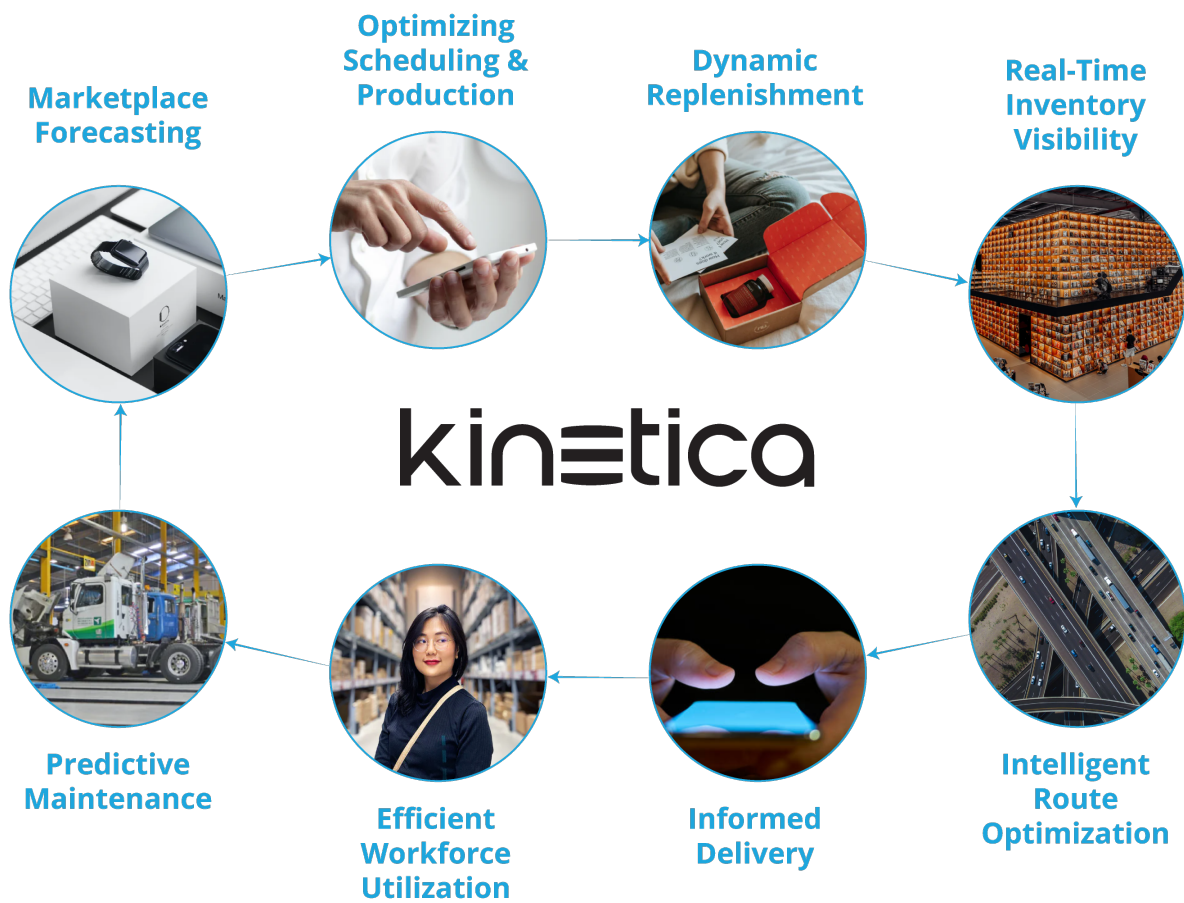 Optimizing
Scheduling &
Production
Dynamic
Replenishment
Real-Time
Inventory
Visibility
Marketplace
Forecasting
kinetica
Predictive
Maintenance
Efficient
Workforce
Utilization
Informed
Delivery
Intelligent
Route
Optimization